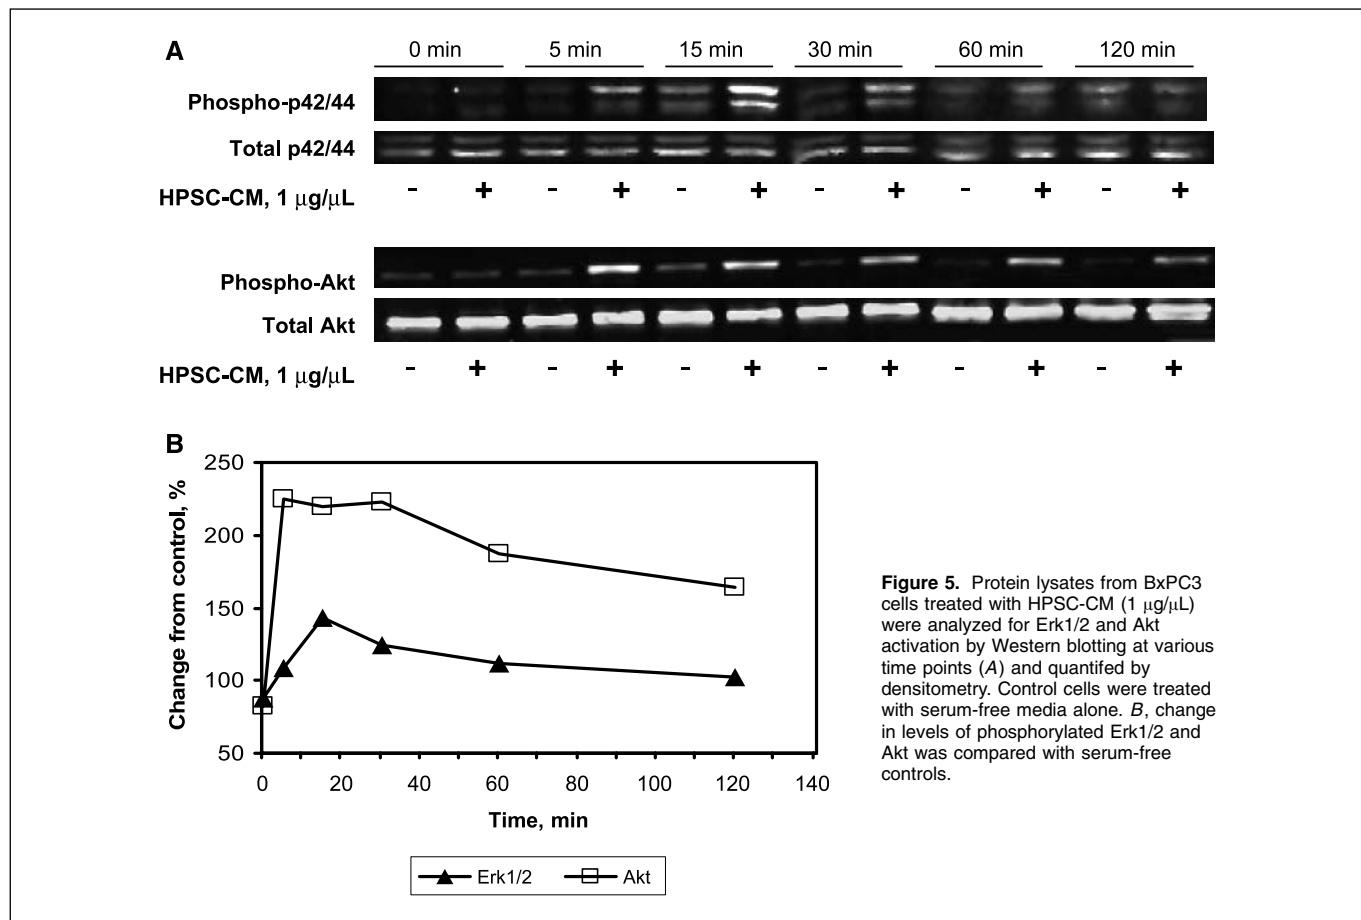 A
0 min 5 min 15 min 30 min 60 min 120 min
Phospho-p42/44
Total p42/44
HPSC-CM, 1 μg/μL - + - + - + - + - + - +
Phospho-Akt
Total Akt
HPSC-CM, 1 μg/μL - + - + - + - + - + - +
B
Change from control, %
250
200
150
100
50
0 20 40 60 80 100 120 140
Time, min
Erk1/2 Akt
Figure 5. Protein lysates from BxPC3
cells treated with HPSC-CM (1 μg/μL)
were analyzed for Erk1/2 and Akt
activation by Western blotting at various
time points (A) and quantifed by
densitometry. Control cells were treated
with serum-free media alone. B, change
in levels of phosphorylated Erk1/2 and
Akt was compared with serum-free
controls.